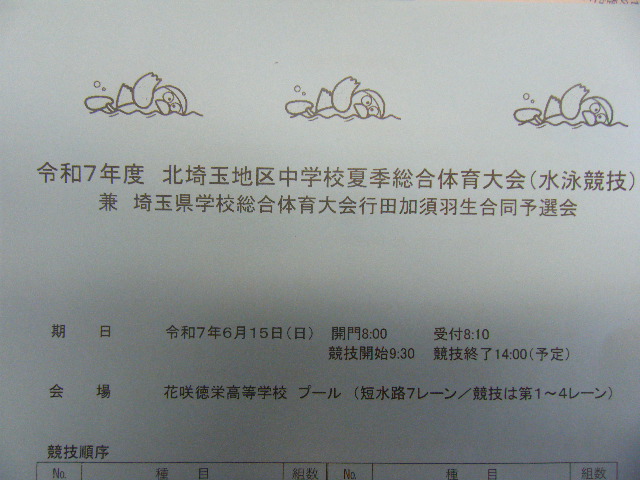 令和7年度 北埼玉地区中学校夏季総合体育大会(水泳競技)
兼 埼玉県学校総合体育大会行田加須羽生合同予選会
期 日 令和7年6月15日(日) 開門8:00 受付8:10
競技開始9:30 競技終了14:00(予定)
会 場 花咲徳栄高等学校 プール (短水路7レーン/競技は第1～4レーン)
競技順序
No. 種 目 組数 No. 種 目 組数